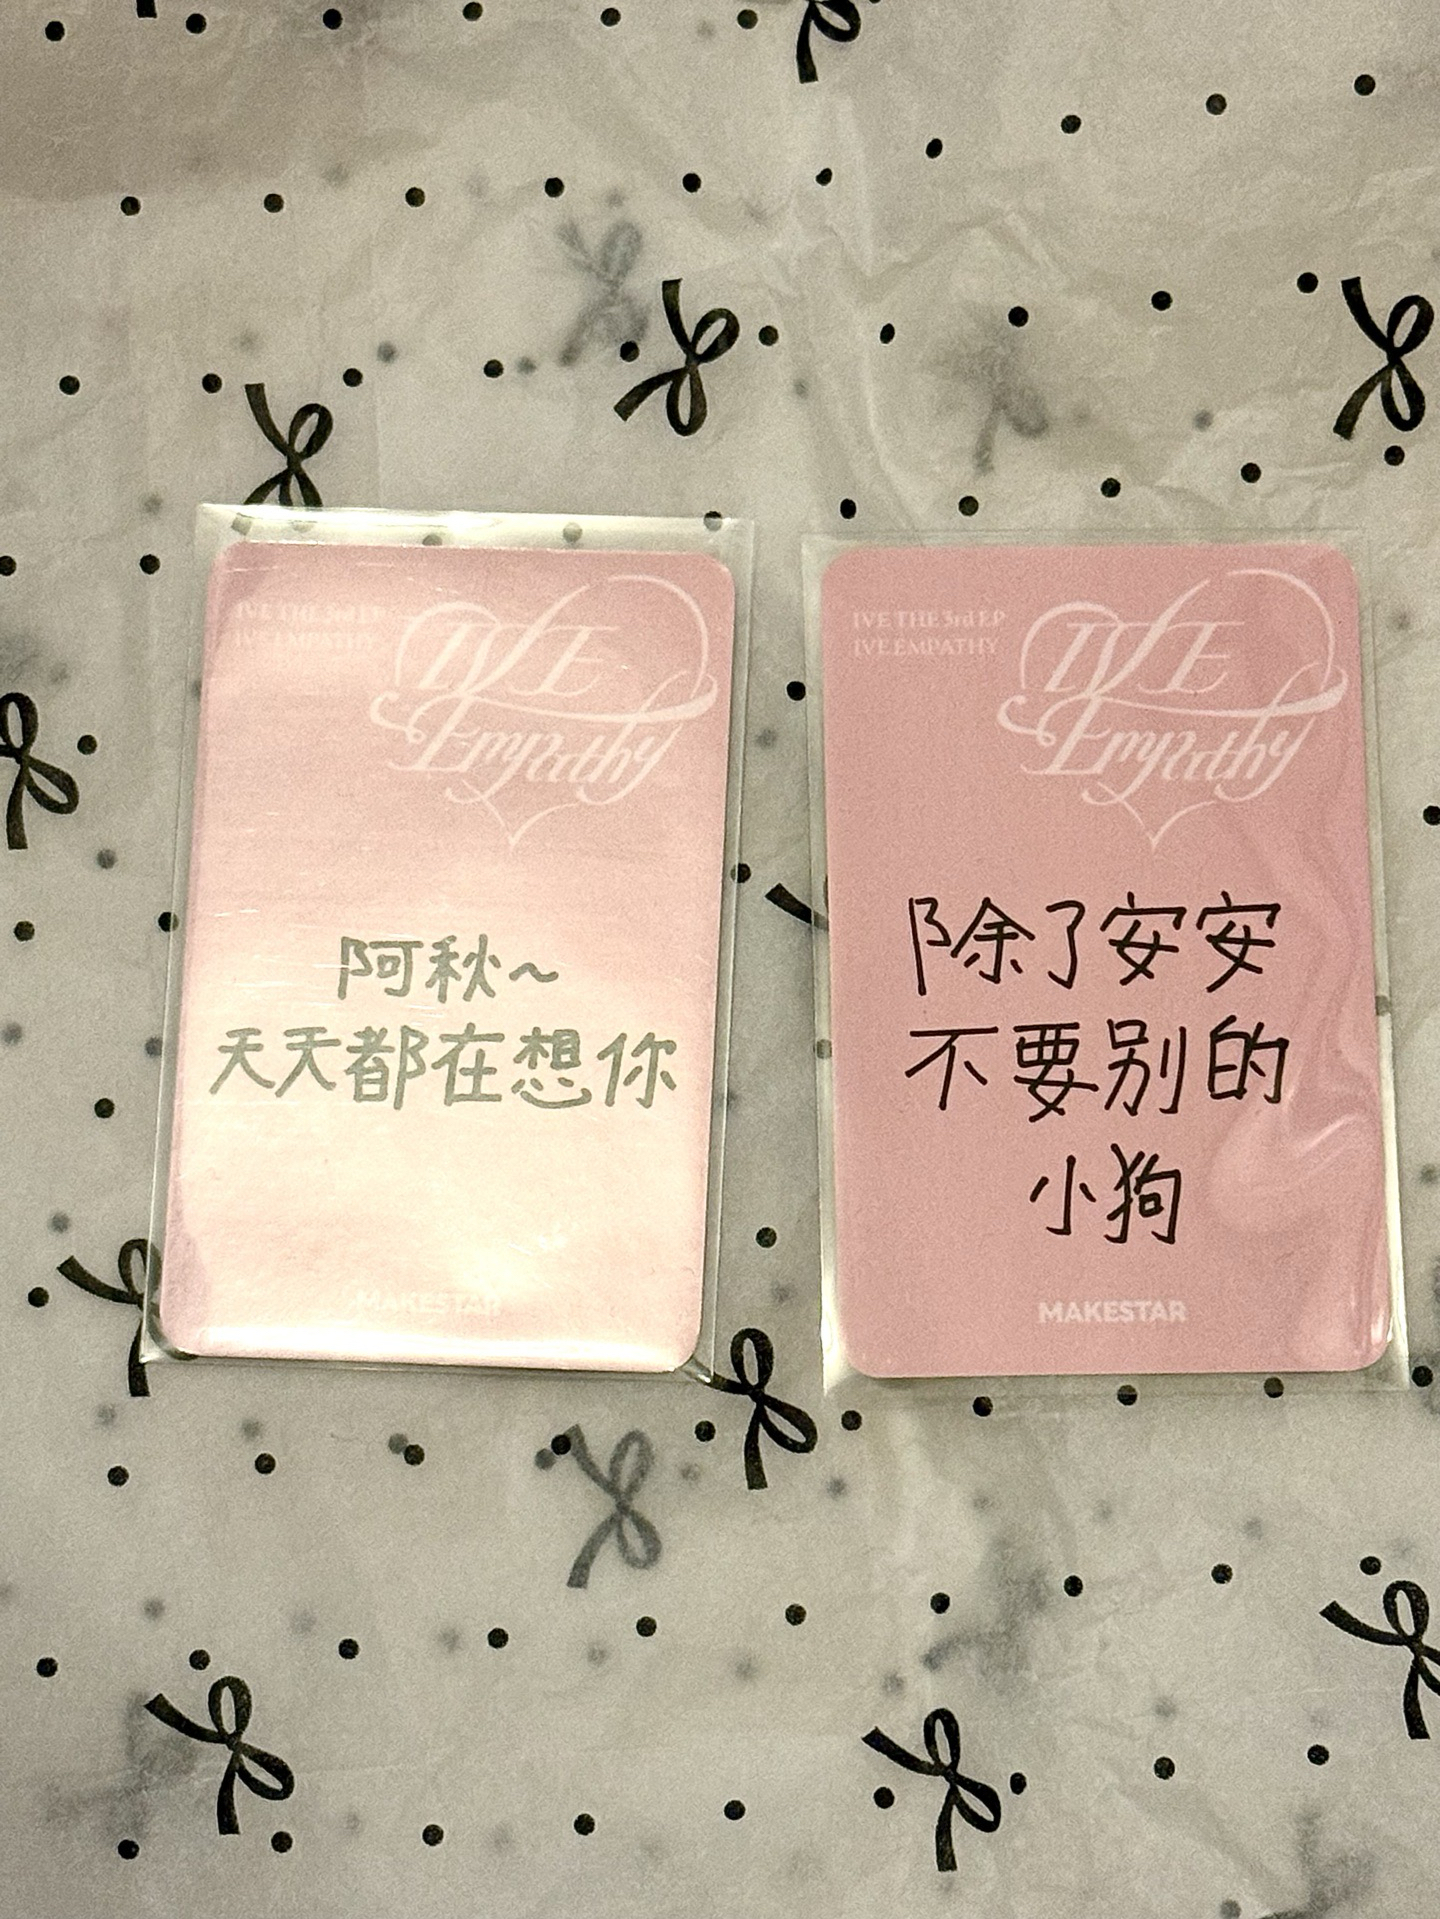 IVE THE 3rd EP
IVE EMPATHY
IVE
Empathy
阿秋~
天天都在想你
MAKESTAR
IVE THE 3rd EP
IVE EMPATHY
IVE
Empathy
除了安安
不要别的
小狗
MAKESTAR